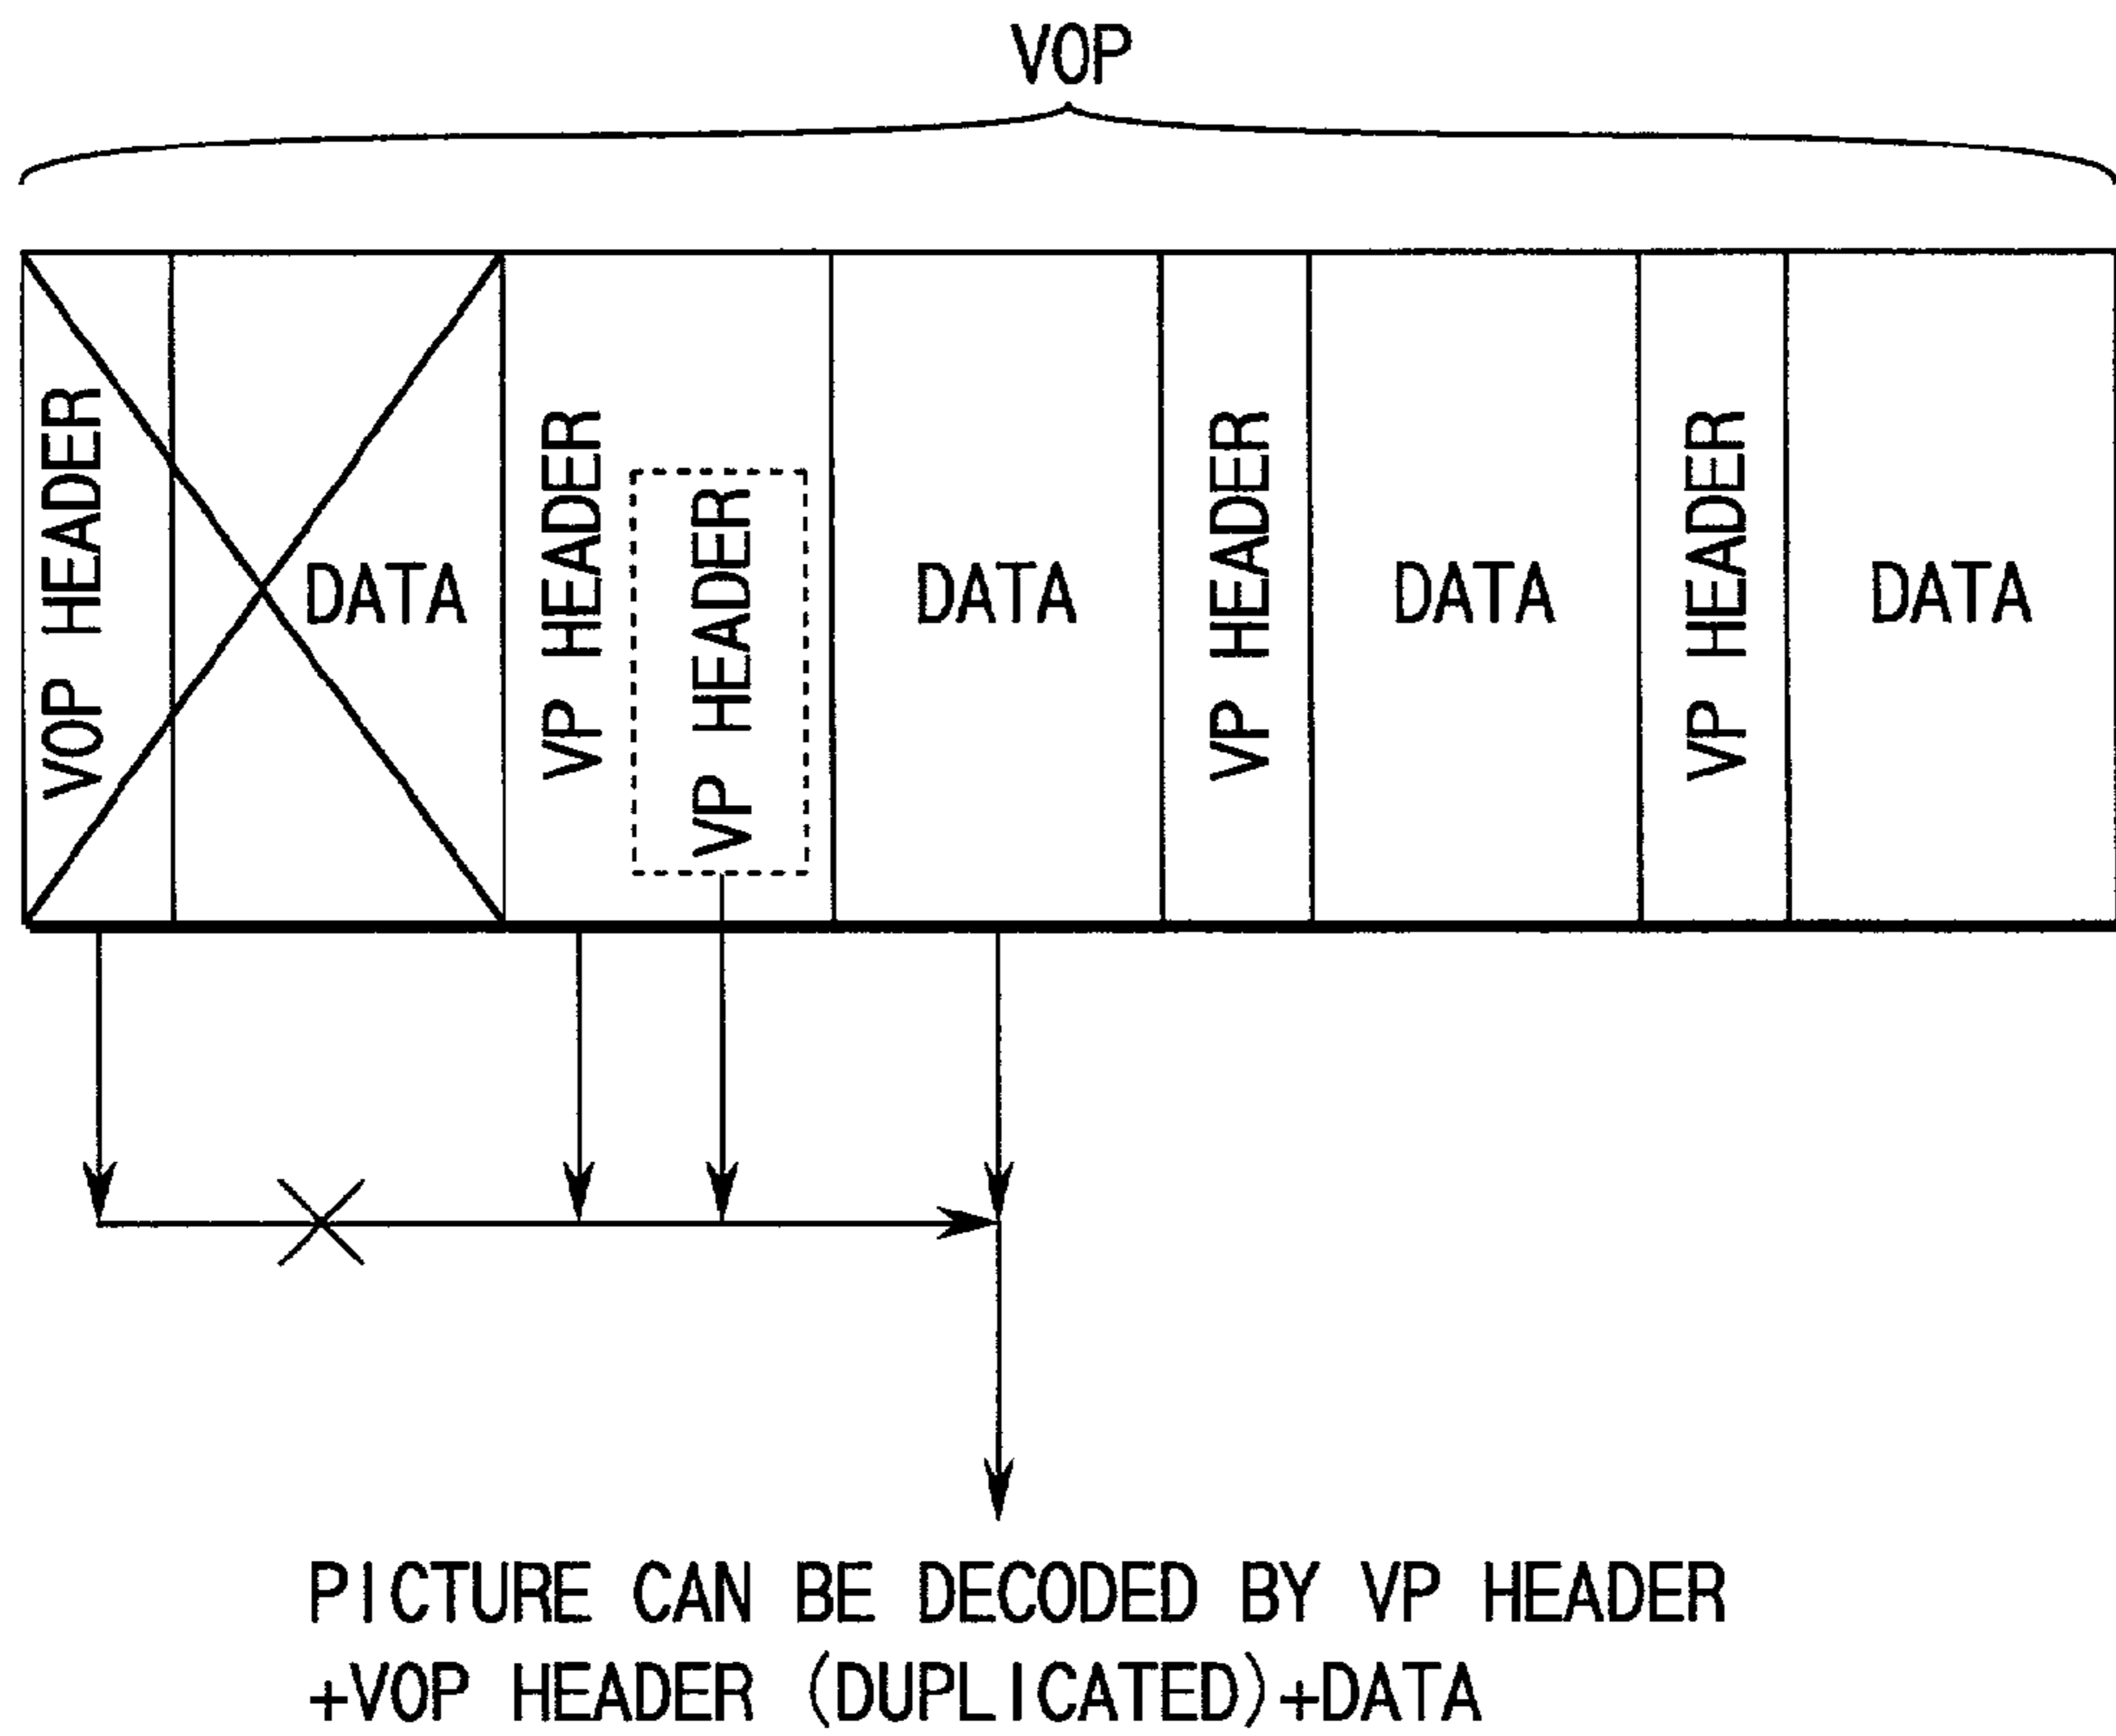 VOP
VOP HEADER
DATA
VP HEADER
VP HEADER
DATA
VP HEADER
DATA
VP HEADER
DATA
PICTURE CAN BE DECODED BY VP HEADER
+VOP HEADER (DUPLICATED)+DATA